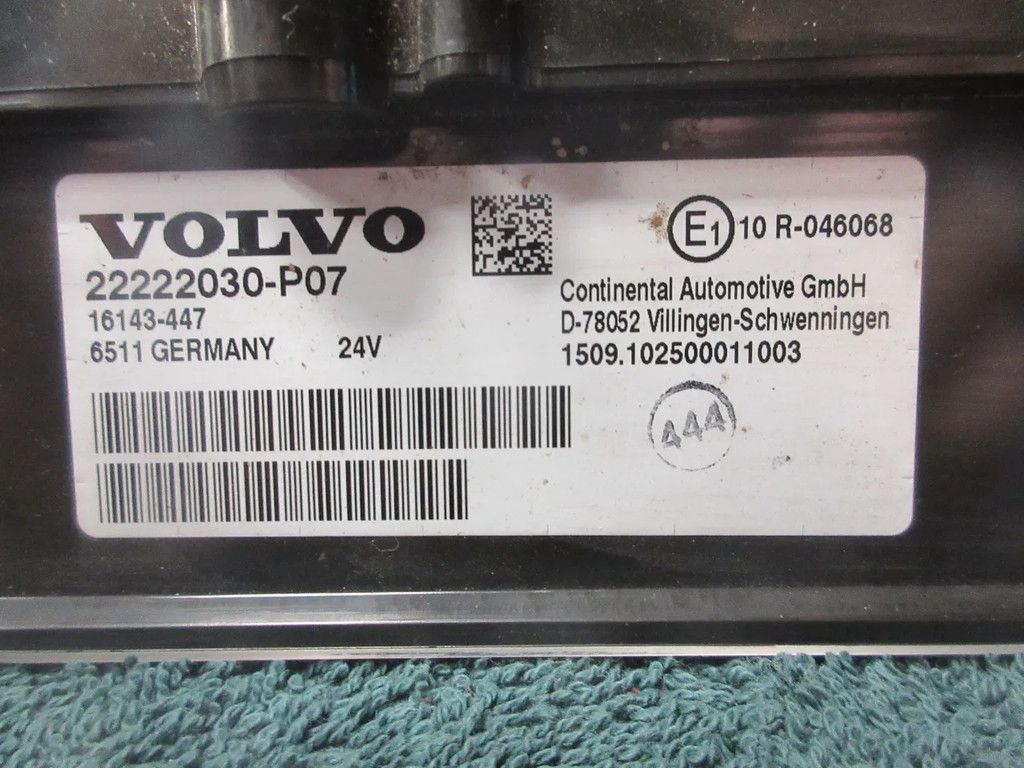 VOLVO
22222030-P07
16143-447
6511 GERMANY 24V
E1 10 R-046068
Continental Automotive GmbH
D-78052 Villingen-Schwenningen
1509.102500011003
444